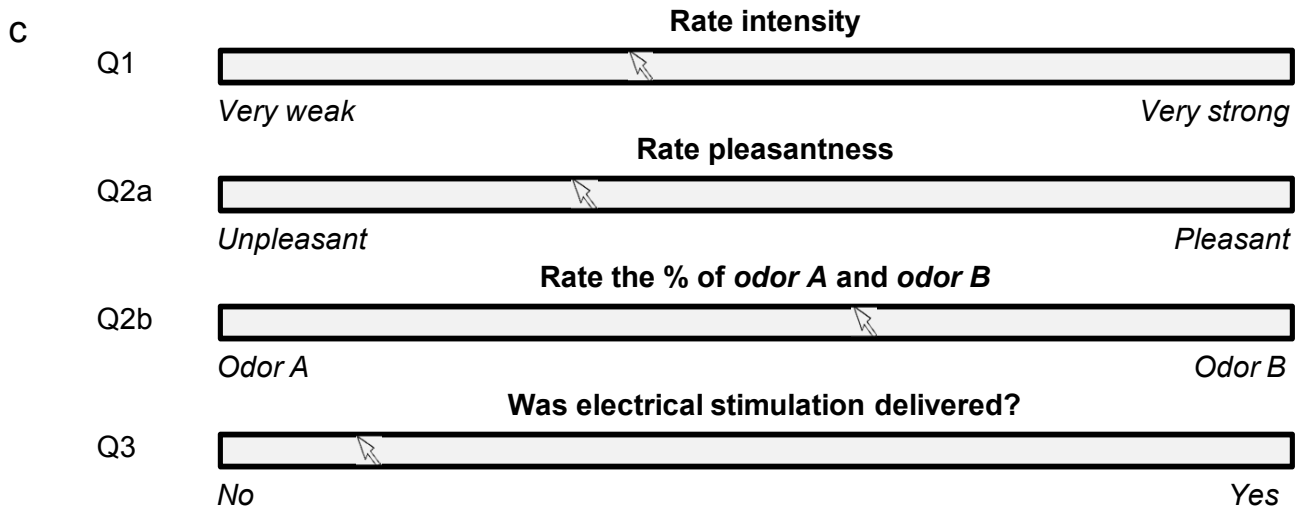 c
Rate intensity
Q1
Very weak Very strong
Rate pleasantness
Q2a
Unpleasant Pleasant
Rate the % of odor A and odor B
Q2b
Odor A Odor B
Was electrical stimulation delivered?
Q3
No Yes